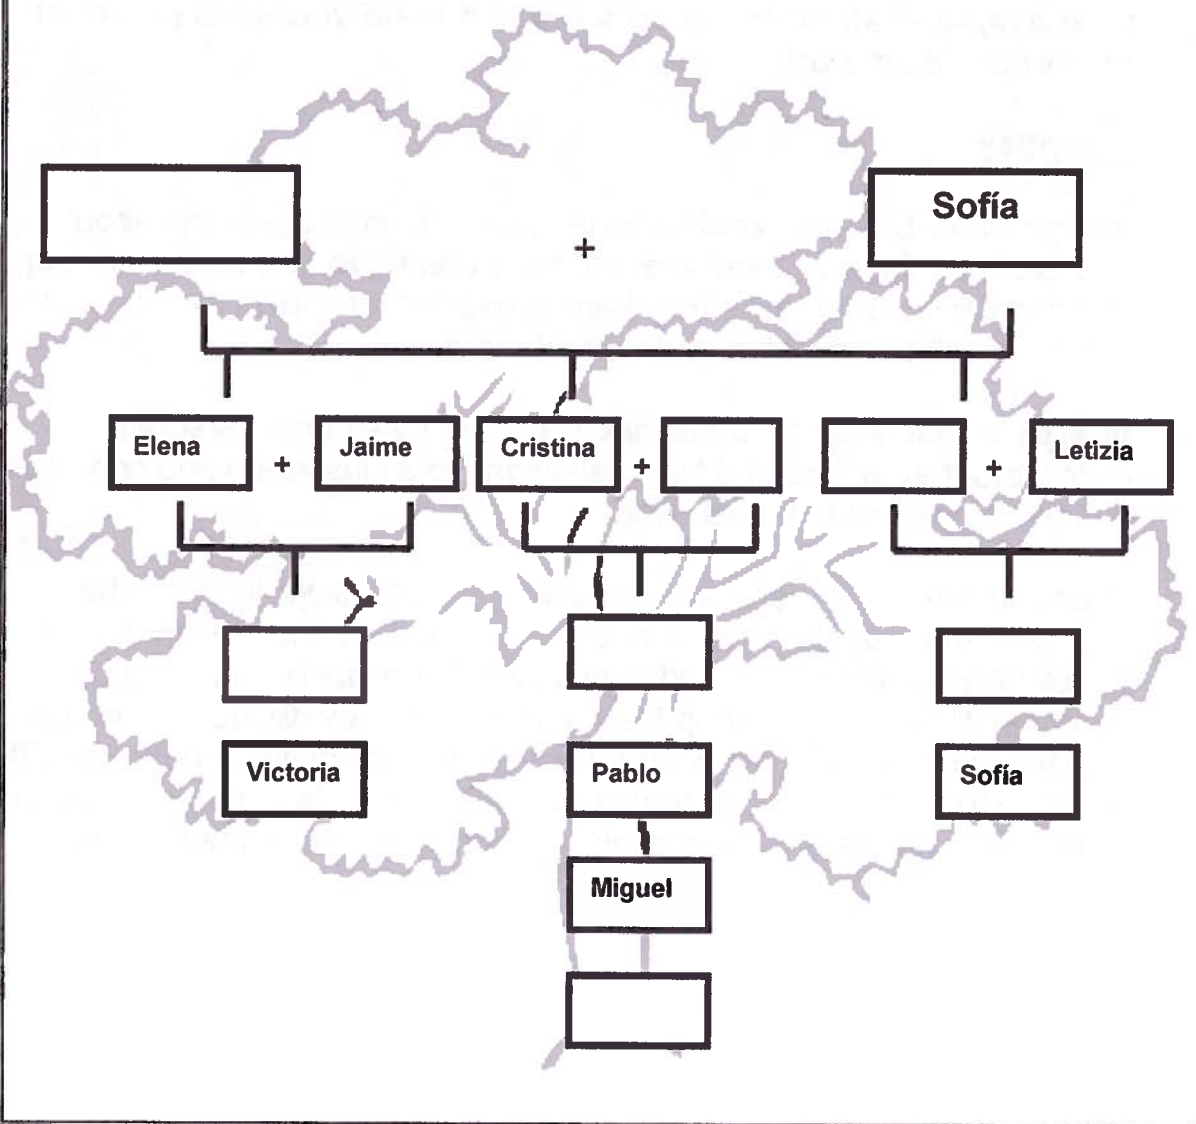 Sofía
+
Elena + Jaime Cristina + + Letizia
Victoria Pablo Sofía
Miguel